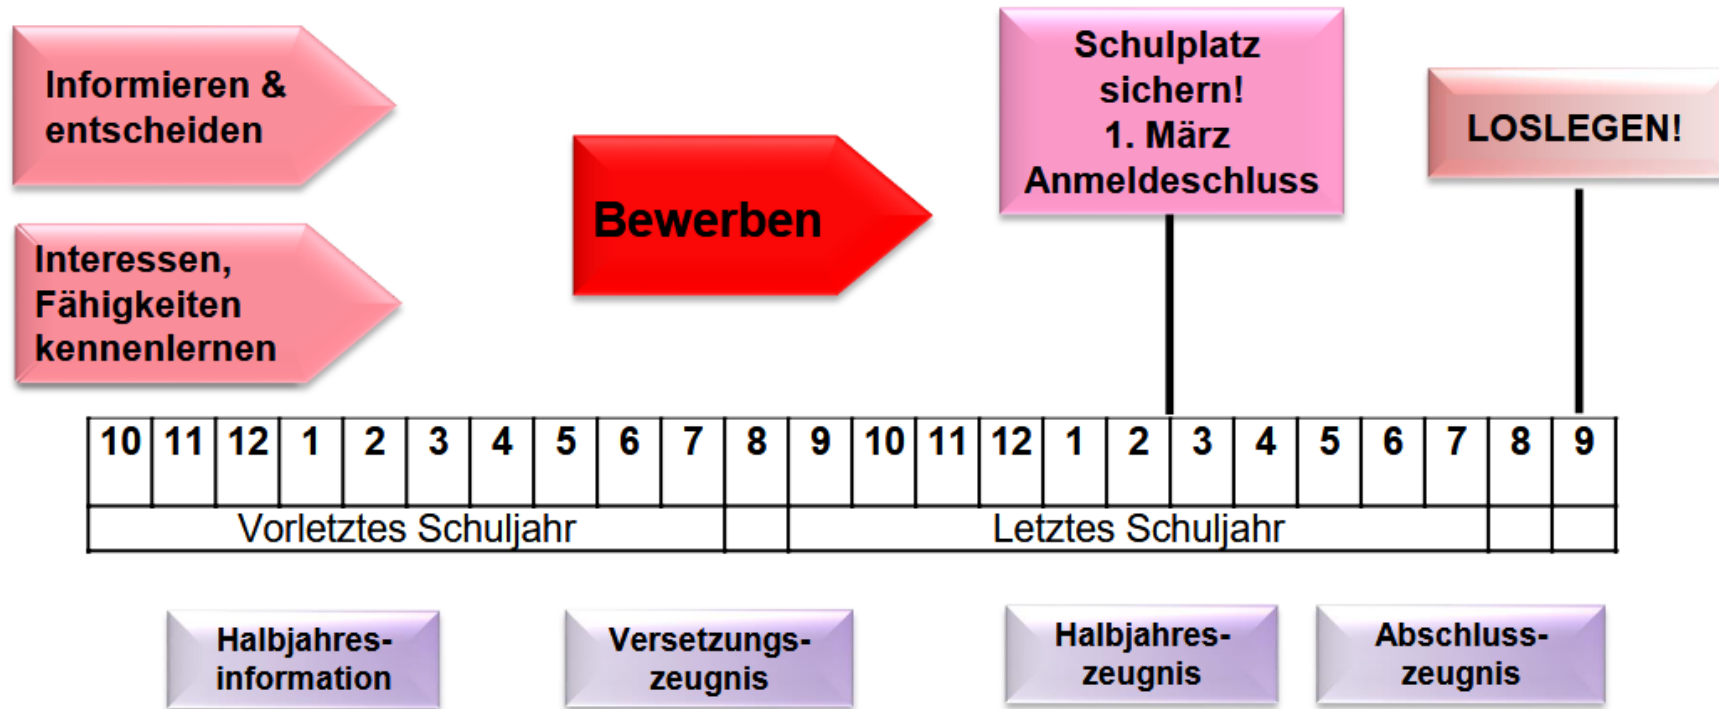 Informieren &
entscheiden
Interessen,
Fähigkeiten
kennenlernen
Bewerben
Schulplatz
sichern!
1. März
Anmeldeschluss
LOSLEGEN!
10 11 12 1 2 3 4 5 6 7 8 9 10 11 12 1 2 3 4 5 6 7 8 9
Vorletztes Schuljahr Letztes Schuljahr
Halbjahres-
information
Versetzungs-
zeugnis
Halbjahres-
zeugnis
Abschluss-
zeugnis